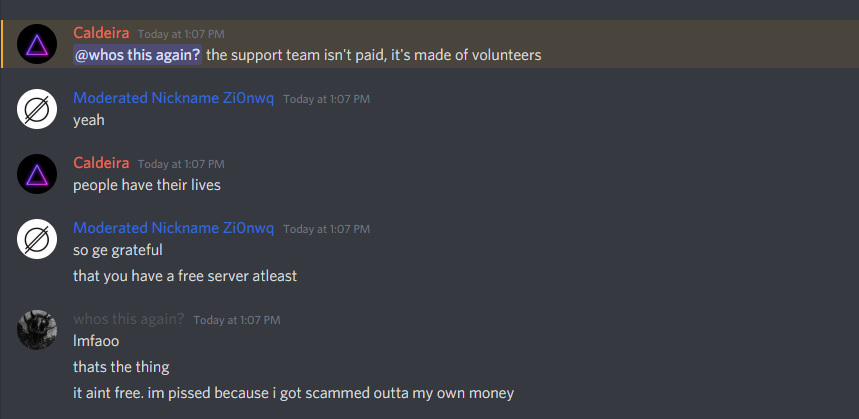 Caldeira Today at 1:07 PM
@whos this again? the support team isn't paid, it's made of volunteers
Moderated Nickname Zi0nwq Today at 1:07 PM
yeah
Caldeira Today at 1:07 PM
people have their lives
Moderated Nickname Zi0nwq Today at 1:07 PM
so ge grateful
that you have a free server atleast
whos this again? Today at 1:07 PM
lmfaoo
thats the thing
it aint free. im pissed because i got scammed outta my own money